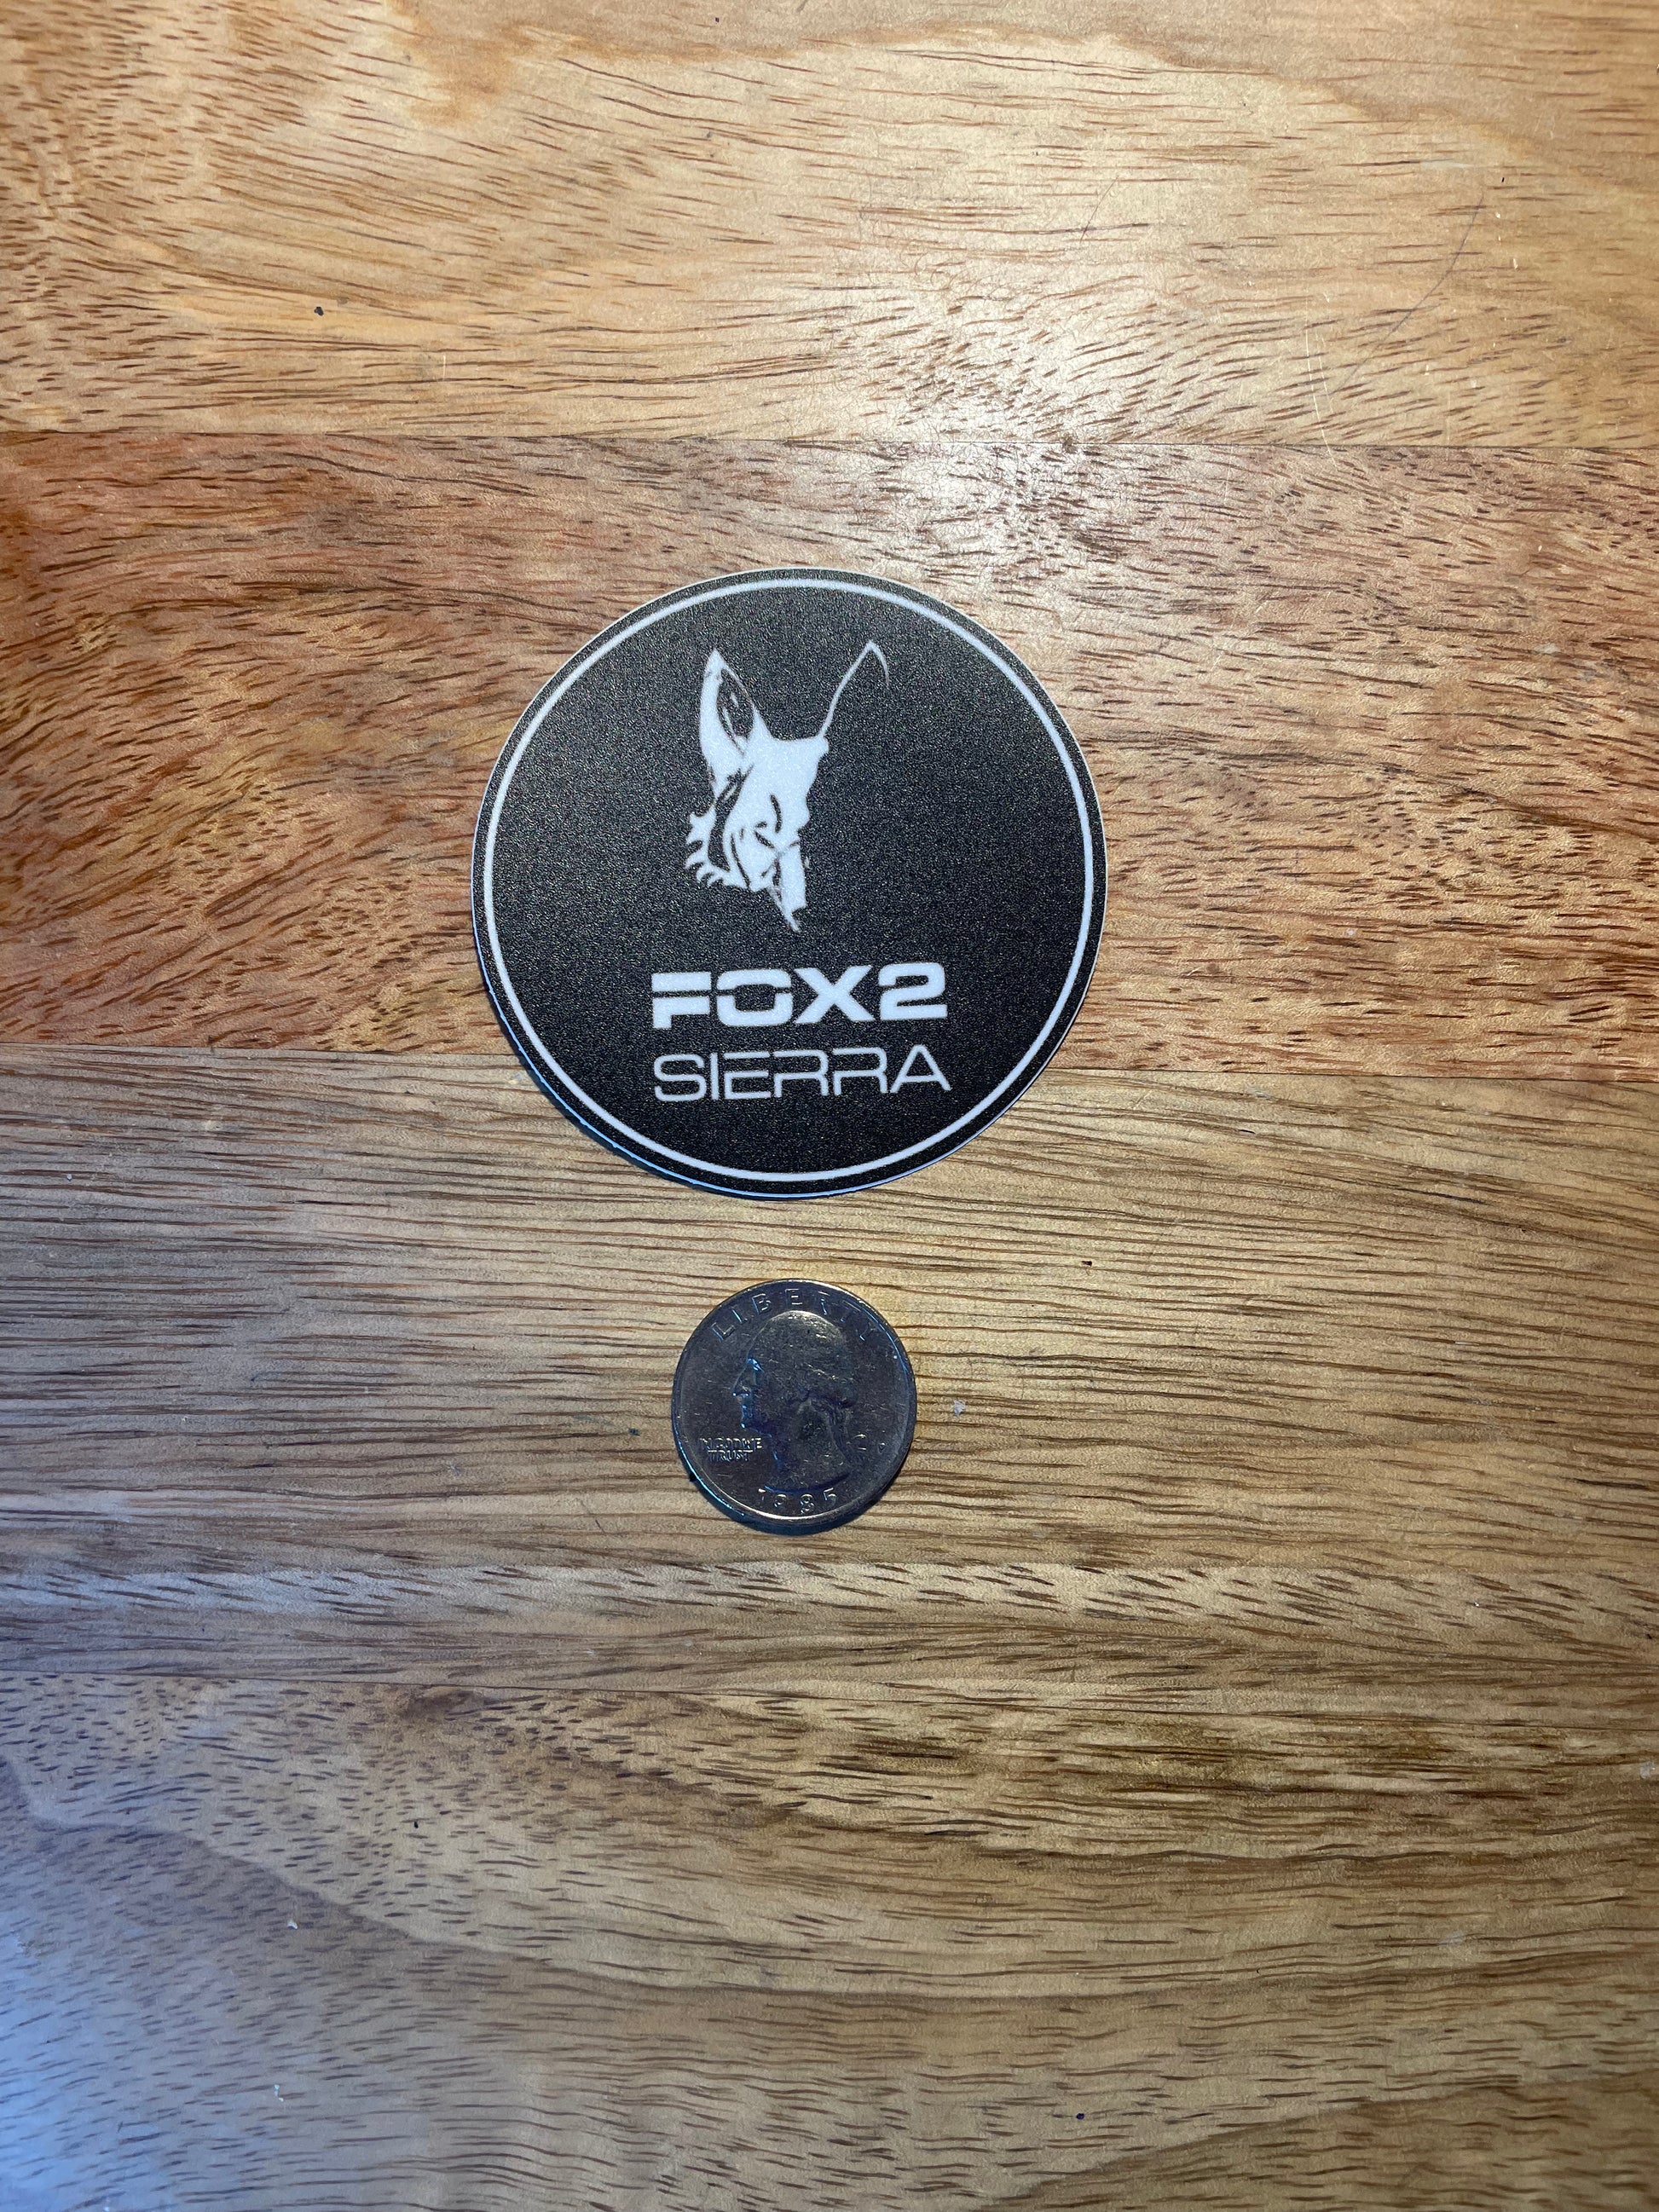 FOX2
SIERRA
LIBERTY
IN GOD WE
TRUST
1985